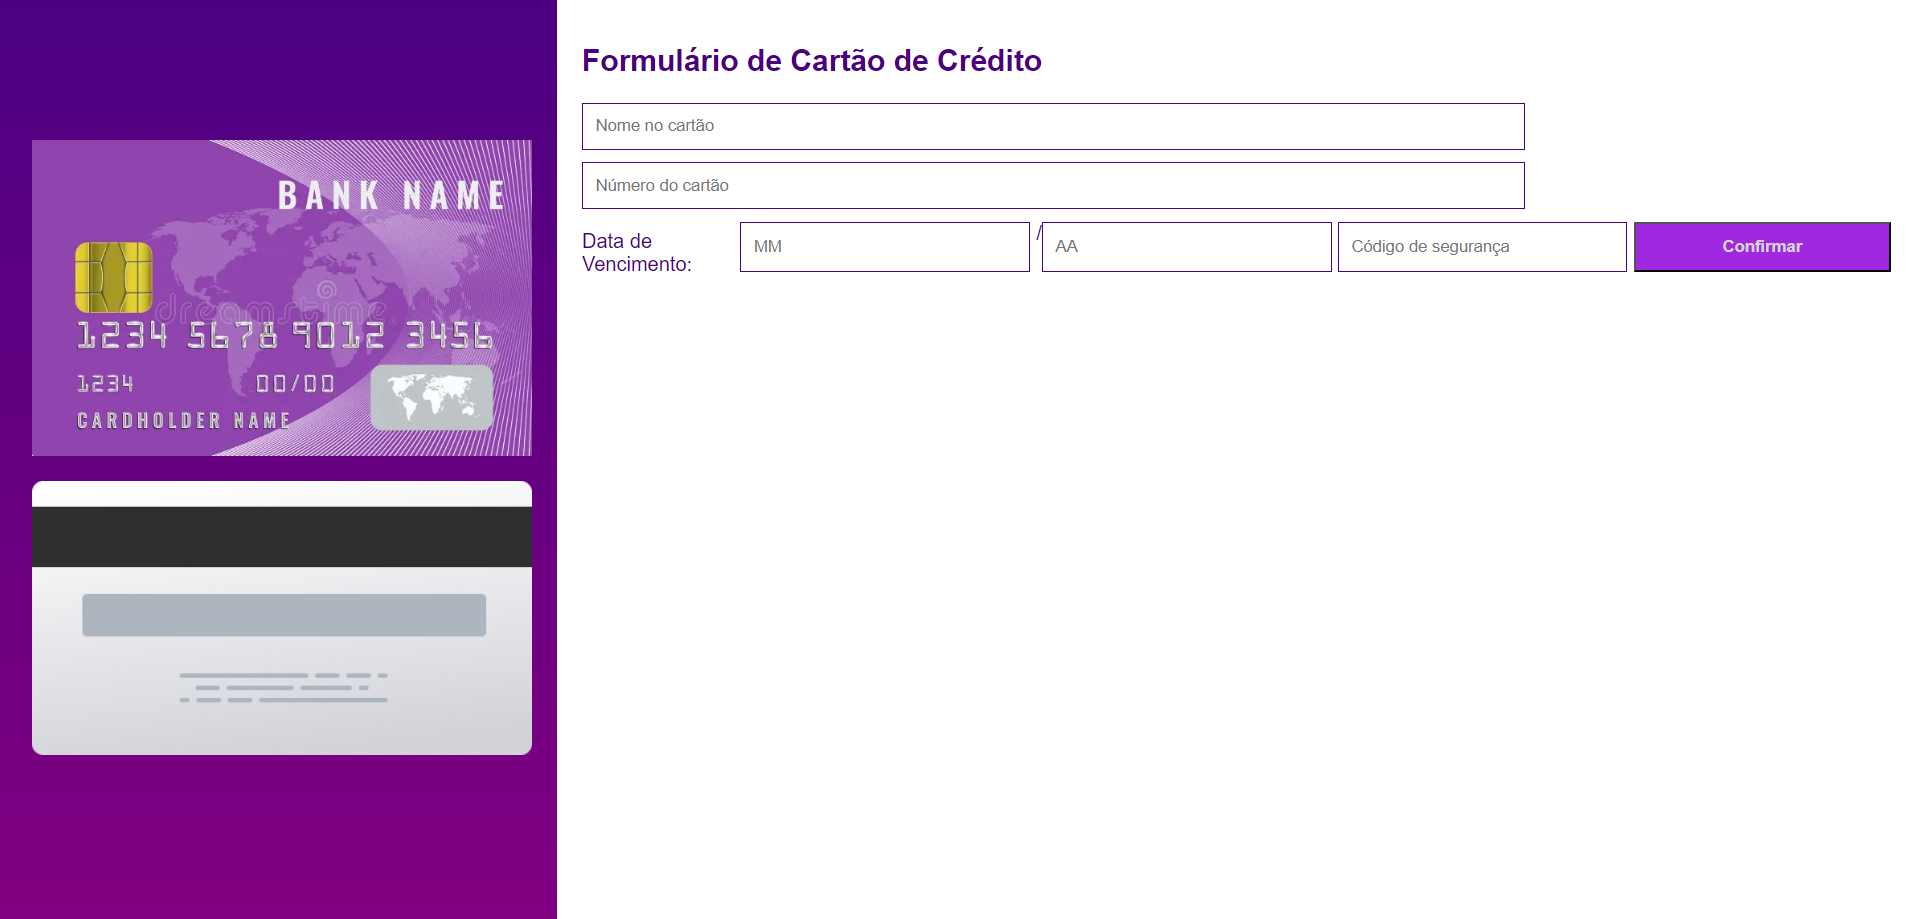 BANK NAME
dreamstime
1234 5678 9012 3456
1234 00/00
CARDHOLDER NAME
Formulário de Cartão de Crédito
Nome no cartão
Número do cartão
Data de
Vencimento:
MM / AA Código de segurança Confirmar